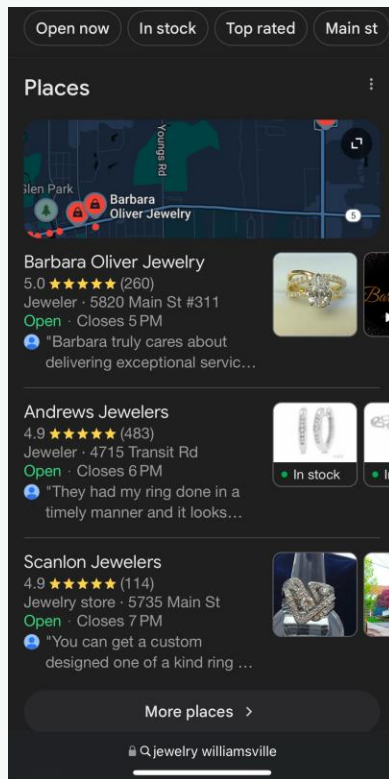 Open now
In stock
Top rated
Main st
Places
Youngs Rd
Glen Park
Barbara
Oliver Jewelry
5
Barbara Oliver Jewelry
5.0 ★★★★★ (260)
Jeweler · 5820 Main St #311
Open · Closes 5 PM
"Barbara truly cares about
delivering exceptional servic…
Andrews Jewelers
4.9 ★★★★★ (483)
Jeweler · 4715 Transit Rd
Open · Closes 6 PM
"They had my ring done in a
timely manner and it looks…
In stock
Scanlon Jewelers
4.9 ★★★★★ (114)
Jewelry store · 5735 Main St
Open · Closes 7 PM
"You can get a custom
designed one of a kind ring …
More places >
jewelry williamsville